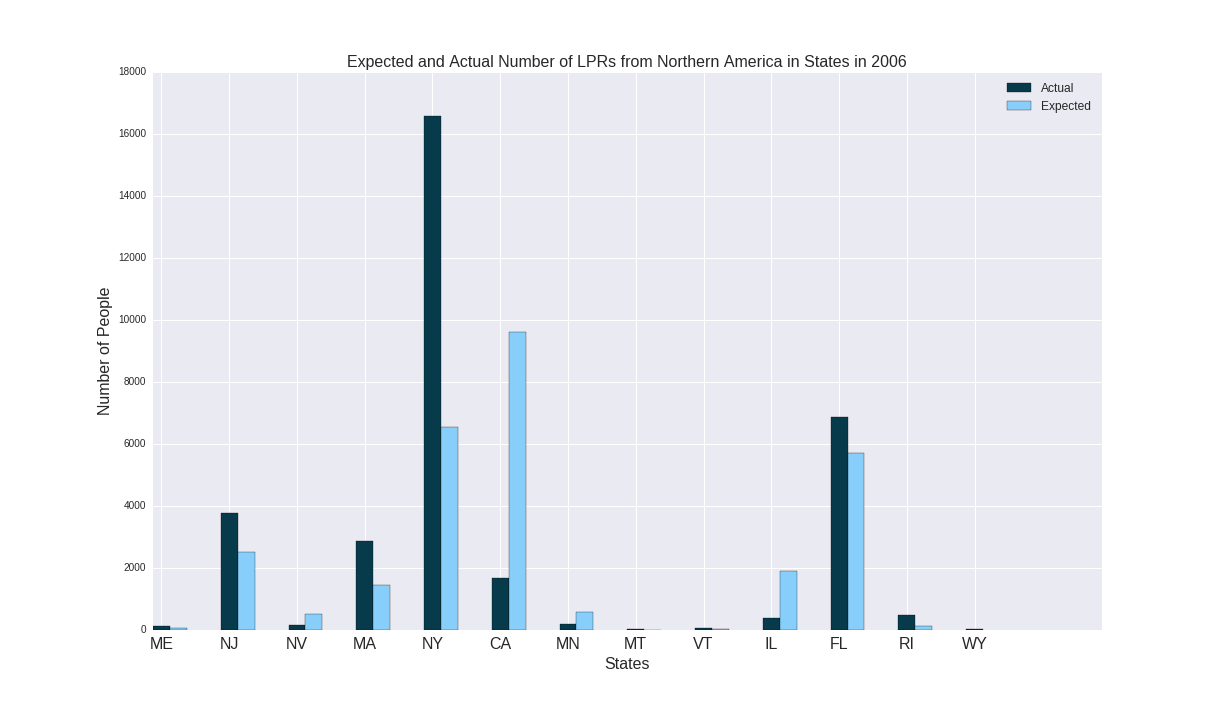 Expected and Actual Number of LPRs from Northern America in States in 2006
Actual
Expected
18000
16000
14000
12000
10000
8000
6000
4000
2000
0
Number of People
ME NJ NV MA NY CA MN MT VT IL FL RI WY
States